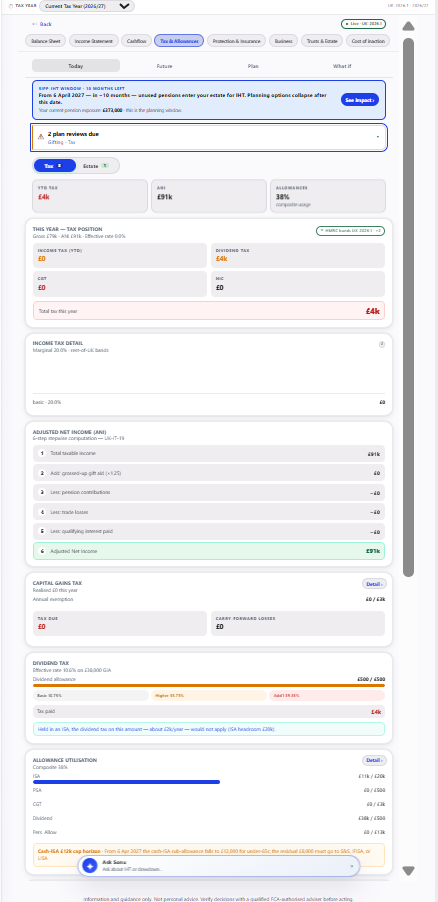 TAX YEAR Current Tax Year (2026/27)
UK 2026.1 · 2026/27
← Back
Live · UK 2026.1
Balance Sheet Income Statement Cashflow Tax & Allowances Protection & Insurance Business Trusts & Estate Cost of Inaction
Today Future Plan What If
SIPP IHT WINDOW · 10 MONTHS LEFT
From 6 April 2027 — in ~10 months — unused pensions enter your estate for IHT. Planning options collapse after
this date.
Your current pension exposure: £373,000 · this is the planning window.
See Impact ›
2 plan reviews due
Gifting · Tax
Tax Estate
YTD TAX
£4k
ANI
£91k
ALLOWANCES
38%
composite usage
THIS YEAR — TAX POSITION
Gross £79k · ANI £91k · Effective rate 0.0%
HMRC bands UK 2026.1
INCOME TAX (YTD)
£0
DIVIDEND TAX
£4k
CGT
£0
NIC
£0
Total tax this year £4k
INCOME TAX DETAIL
Marginal 20.0% · rest-of-UK bands
basic · 20.0% £0
ADJUSTED NET INCOME (ANI)
6-step stepwise computation — UK-IT-19
1 Total taxable income £91k
2 Add: grossed-up gift aid (×1.25) £0
3 Less: pension contributions −£0
4 Less: trade losses −£0
5 Less: qualifying interest paid −£0
6 Adjusted Net Income £91k
CAPITAL GAINS TAX
Detail ›
Realised £0 this year
Annual exemption £0 / £3k
TAX DUE
£0
CARRY FORWARD LOSSES
£0
DIVIDEND TAX
Effective rate 10.6% on £38,000 GIA
Dividend allowance £500 / £500
Basic 10.75% Higher 35.75% Add'l 39.35%
Tax paid £4k
Held in an ISA, the dividend tax on this amount — about £4k/year — would not apply (ISA headroom £20k).
ALLOWANCE UTILISATION
Detail ›
Composite 38%
ISA £11k / £20k
PSA £0 / £500
CGT £0 / £3k
Dividend £38k / £500
Pers. Allow £0 / £13k
Cash-ISA £12k cap horizon · From 6 Apr 2027 the cash-ISA sub-allowance falls to £12,000 for under-65s; the residual £8,000 must go to S&S, IFISA, or
LISA
Ask Sonu
Ask about IHT or drawdown…
Information and guidance only. Not personal advice. Verify decisions with a qualified FCA-authorised adviser before acting.